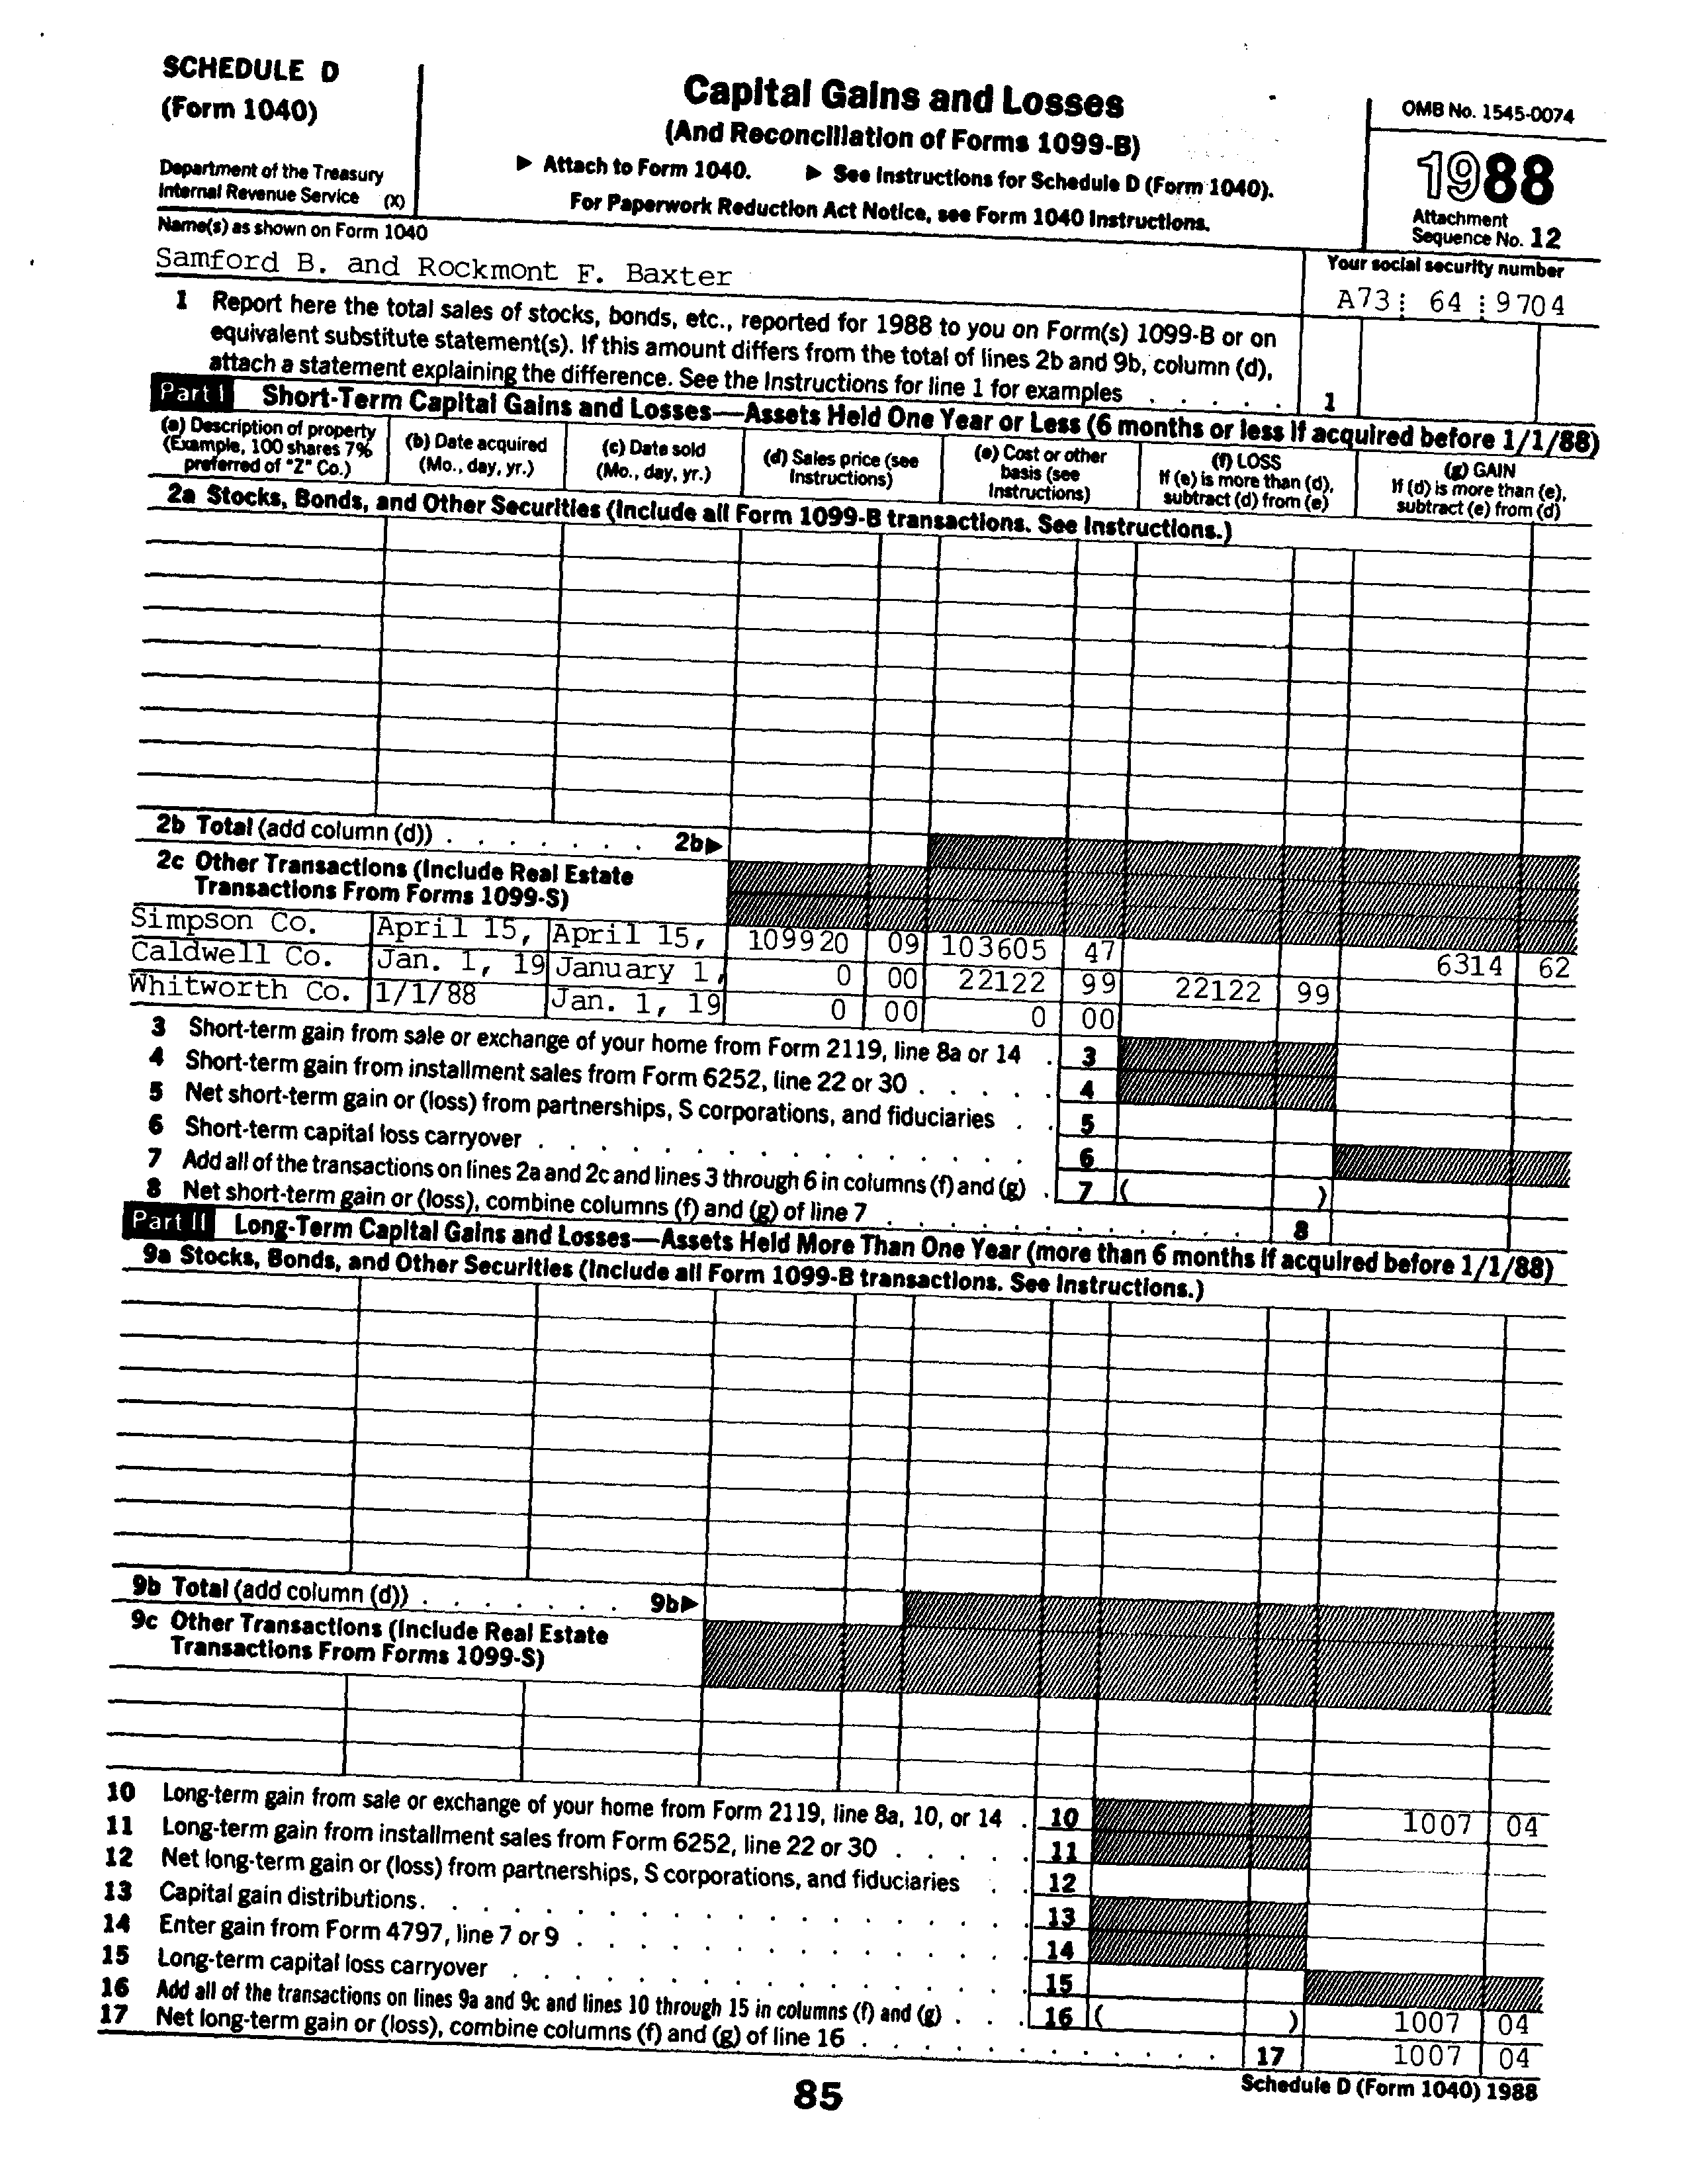 SCHEDULE D
(Form 1040)
Department of the Treasury
Internal Revenue Service (X)
Capital Gains and Losses
(And Reconciliation of Forms 1099-B)
▶ Attach to Form 1040. ▶ See Instructions for Schedule D (Form 1040).
For Paperwork Reduction Act Notice, see Form 1040 Instructions.
OMB No. 1545-0074
1988
Attachment
Sequence No. 12
Name(s) as shown on Form 1040
Samford B. and Rockmont F. Baxter
Your social security number
A73 64 9704
1 Report here the total sales of stocks, bonds, etc., reported for 1988 to you on Form(s) 1099-B or on
equivalent substitute statement(s). If this amount differs from the total of lines 2b and 9b, column (d),
attach a statement explaining the difference. See the Instructions for line 1 for examples . . . . . 1
Part I Short-Term Capital Gains and Losses—Assets Held One Year or Less (6 months or less if acquired before 1/1/88)
(a) Description of property
(Example, 100 shares 7%
preferred of "Z" Co.)
(b) Date acquired
(Mo., day, yr.)
(c) Date sold
(Mo., day, yr.)
(d) Sales price (see
Instructions)
(e) Cost or other
basis (see
Instructions)
(f) LOSS
If (e) is more than (d),
subtract (d) from (e)
(g) GAIN
If (d) is more than (e),
subtract (e) from (d)
2a Stocks, Bonds, and Other Securities (Include all Form 1099-B transactions. See Instructions.)
2b Total (add column (d)) . . . . . . . 2b▶
2c Other Transactions (Include Real Estate
Transactions From Forms 1099-S)
Simpson Co. April 15, April 15, 109920 09 103605 47 6314 62
Caldwell Co. Jan. 1, 19 January 1, 0 00 22122 99 22122 99
Whitworth Co. 1/1/88 Jan. 1, 19 0 00 0 00
3 Short-term gain from sale or exchange of your home from Form 2119, line 8a or 14 . 3
4 Short-term gain from installment sales from Form 6252, line 22 or 30 . . . . . 4
5 Net short-term gain or (loss) from partnerships, S corporations, and fiduciaries . . 5
6 Short-term capital loss carryover . . . . . . . . . . . . . . 6
7 Add all of the transactions on lines 2a and 2c and lines 3 through 6 in columns (f) and (g) . 7 ( )
8 Net short-term gain or (loss), combine columns (f) and (g) of line 7 . . . . . . . . . . . . 8
Part II Long-Term Capital Gains and Losses—Assets Held More Than One Year (more than 6 months if acquired before 1/1/88)
9a Stocks, Bonds, and Other Securities (Include all Form 1099-B transactions. See Instructions.)
9b Total (add column (d)) . . . . . . . 9b▶
9c Other Transactions (Include Real Estate
Transactions From Forms 1099-S)
10 Long-term gain from sale or exchange of your home from Form 2119, line 8a, 10, or 14 . 10 1007 04
11 Long-term gain from installment sales from Form 6252, line 22 or 30 . . . . . 11
12 Net long-term gain or (loss) from partnerships, S corporations, and fiduciaries . . 12
13 Capital gain distributions. . . . . . . . . . . . . . . . . . 13
14 Enter gain from Form 4797, line 7 or 9 . . . . . . . . . . . . . 14
15 Long-term capital loss carryover . . . . . . . . . . . . . . . 15
16 Add all of the transactions on lines 9a and 9c and lines 10 through 15 in columns (f) and (g) . . . 16 ( ) 1007 04
17 Net long-term gain or (loss), combine columns (f) and (g) of line 16 . . . . . . . . . . . . 17 1007 04
85
Schedule D (Form 1040) 1988